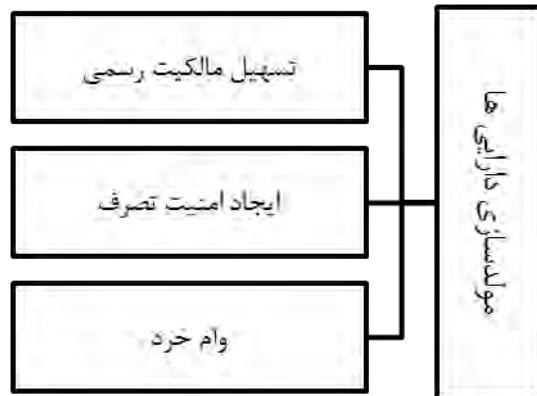 مولدسازی دارایی ها
تسهیل مالکیت رسمی
ایجاد امنیت تصرف
وام خرد